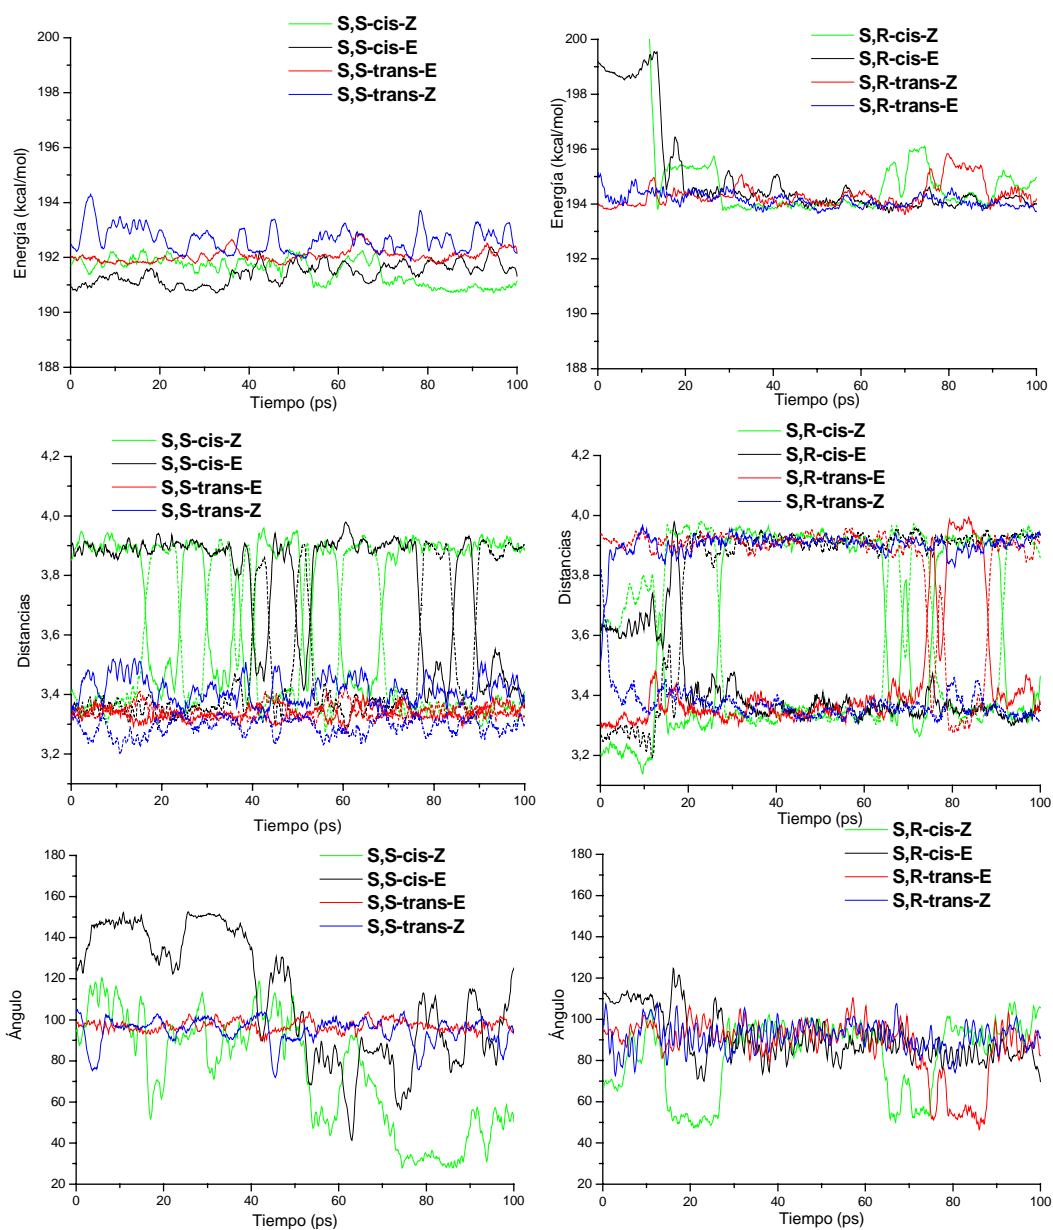 S,S-cis-Z
S,S-cis-E
S,S-trans-E
S,S-trans-Z
200
198
196
194
192
190
188
Energía (kcal/mol)
0
20
40
60
80
100
Tiempo (ps)
S,R-cis-Z
S,R-cis-E
S,R-trans-Z
S,R-trans-E
200
198
196
194
192
190
188
Energía (kcal/mol)
0
20
40
60
80
100
Tiempo (ps)
S,S-cis-Z
S,S-cis-E
S,S-trans-E
S,S-trans-Z
4,2
4,0
3,8
3,6
3,4
3,2
Distancias
0
20
40
60
80
100
Tiempo (ps)
S,R-cis-Z
S,R-cis-E
S,R-trans-E
S,R-trans-Z
4,2
4,0
3,8
3,6
3,4
3,2
Distancias
0
20
40
60
80
100
Tiempo (ps)
S,S-cis-Z
S,S-cis-E
S,S-trans-E
S,S-trans-Z
180
160
140
120
100
80
60
40
20
Ángulo
0
20
40
60
80
100
Tiempo (ps)
S,R-cis-Z
S,R-cis-E
S,R-trans-E
S,R-trans-Z
180
160
140
120
100
80
60
40
20
Ángulo
0
20
40
60
80
100
Tiempo (ps)